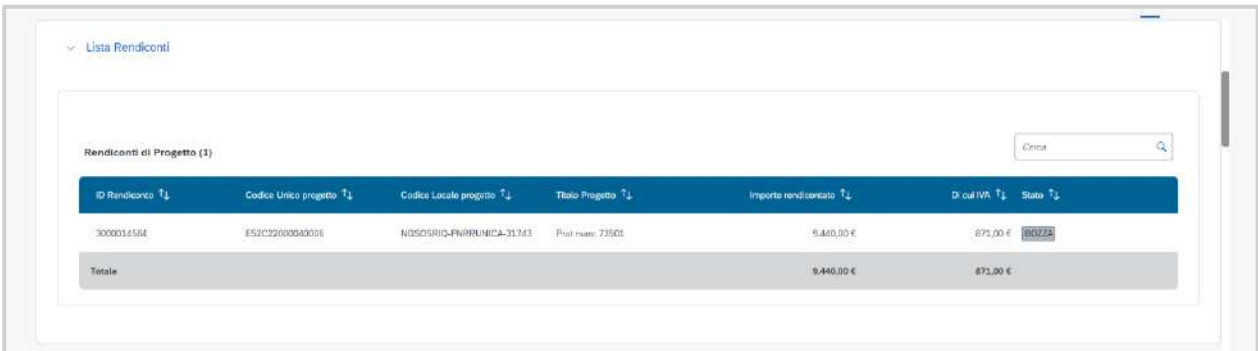 Lista Rendiconti
Rendiconti di Progetto (1)
Cerca
ID Rendiconto Codice Unico progetto Codice Locale progetto Titolo Progetto Importo rendicontato Di cui IVA Stato
3000014564 E52C22000040006 NGSOSRIQ-PNRRUNICA-31743 Prot num: 73501 9.440,00 € 871,00 € BOZZA
Totale 9.440,00 € 871,00 €